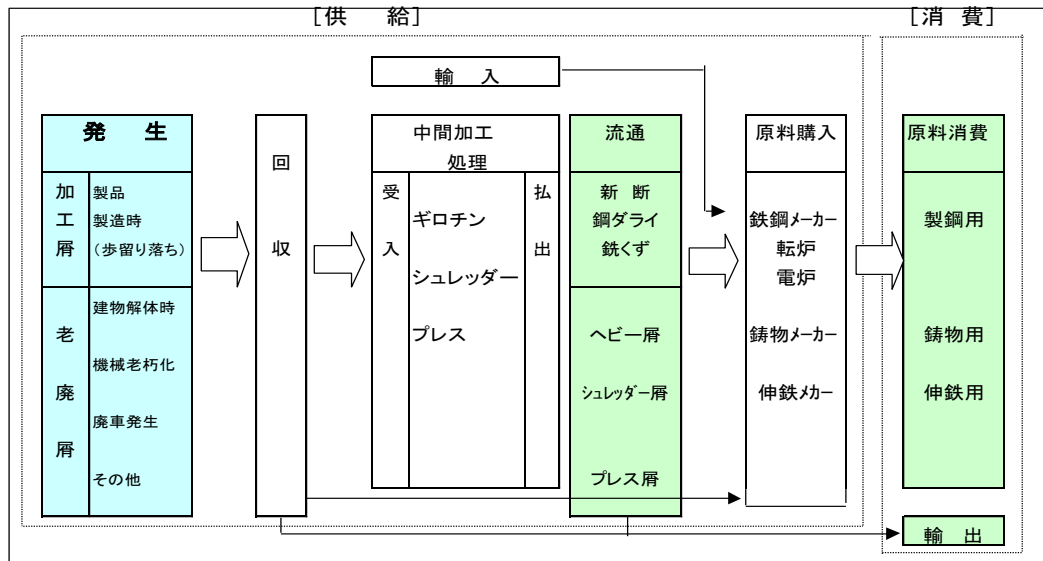 [供 給]
[消 費]
輸 入
発 生
加工屑
製品
製造時
(歩留り落ち)
老廃屑
建物解体時
機械老朽化
廃車発生
その他
回収
中間加工
処理
受入
ギロチン
シュレッダー
プレス
払出
流通
新 断
鋼ダライ
銑くず
ヘビー屑
シュレッダー屑
プレス屑
原料購入
鉄鋼メーカー
転炉
電炉
鋳物メーカー
伸鉄メカー
原料消費
製鋼用
鋳物用
伸鉄用
輸 出